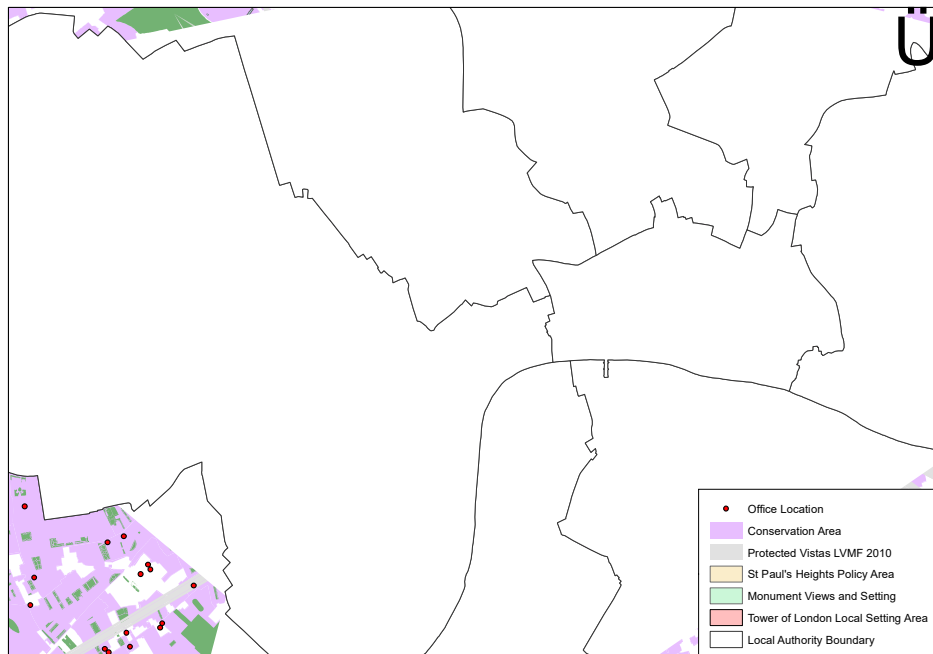 Ü
Office Location
Conservation Area
Protected Vistas LVMF 2010
St Paul's Heights Policy Area
Monument Views and Setting
Tower of London Local Setting Area
Local Authority Boundary